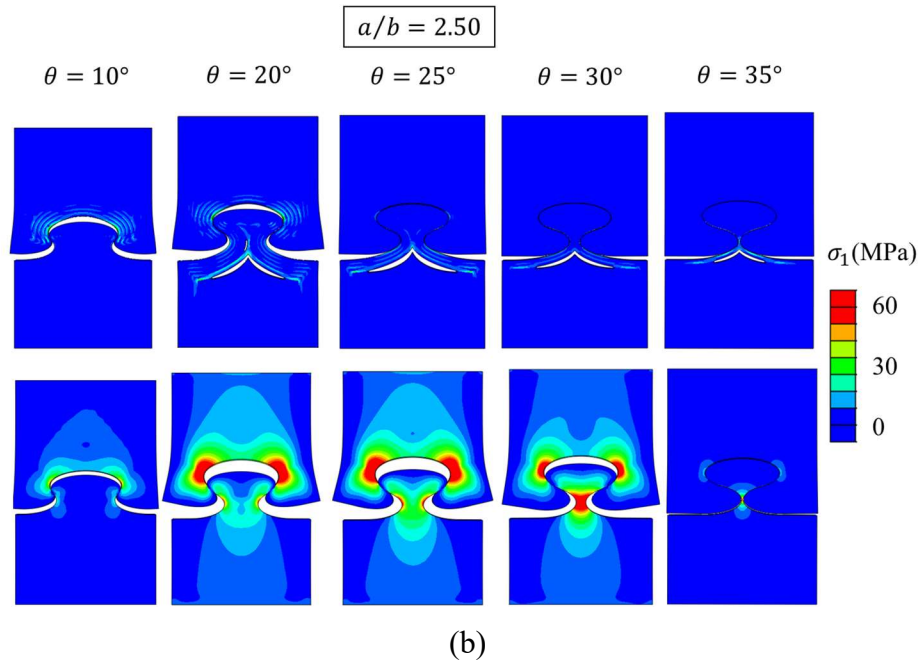 a/b = 2.50
θ = 10° θ = 20° θ = 25° θ = 30° θ = 35°
σ₁(MPa)
60
30
0
(b)